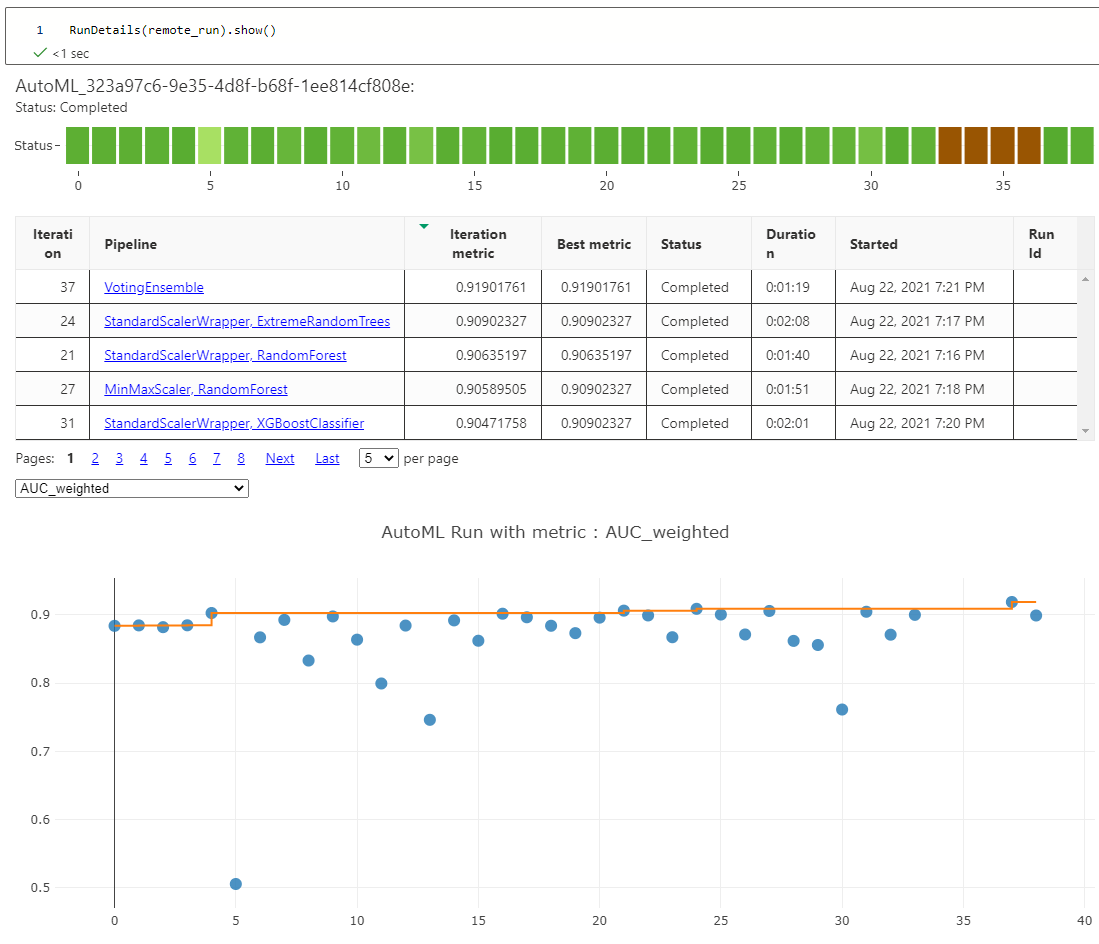 1 RunDetails(remote_run).show()
<1 sec
AutoML_323a97c6-9e35-4d8f-b68f-1ee814cf808e:
Status: Completed
Status
0 5 10 15 20 25 30 35
Iterati
on
Pipeline
Iteration
metric
Best metric
Status
Duratio
n
Started
Run
Id
37 VotingEnsemble 0.91901761 0.91901761 Completed 0:01:19 Aug 22, 2021 7:21 PM
24 StandardScalerWrapper, ExtremeRandomTrees 0.90902327 0.90902327 Completed 0:02:08 Aug 22, 2021 7:17 PM
21 StandardScalerWrapper, RandomForest 0.90635197 0.90635197 Completed 0:01:40 Aug 22, 2021 7:16 PM
27 MinMaxScaler, RandomForest 0.90589505 0.90902327 Completed 0:01:51 Aug 22, 2021 7:18 PM
31 StandardScalerWrapper, XGBoostClassifier 0.90471758 0.90902327 Completed 0:02:01 Aug 22, 2021 7:20 PM
Pages: 1 2 3 4 5 6 7 8 Next Last 5 per page
AUC_weighted
AutoML Run with metric : AUC_weighted
0.9
0.8
0.7
0.6
0.5
0 5 10 15 20 25 30 35 40